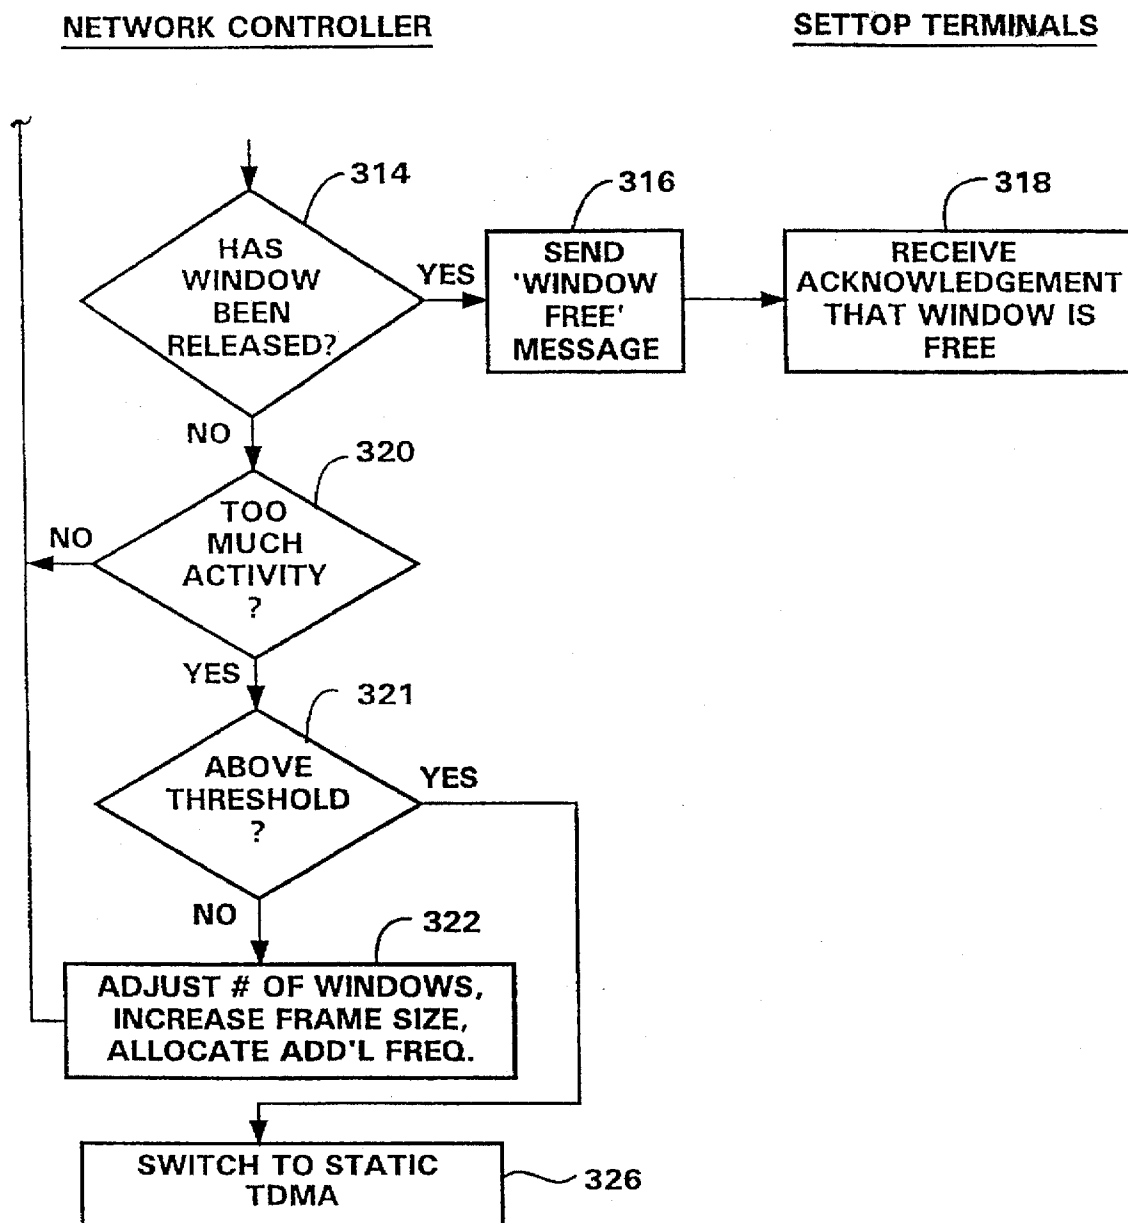 NETWORK CONTROLLER
SETTOP TERMINALS
314
HAS
WINDOW
BEEN
RELEASED?
YES
316
SEND
'WINDOW
FREE'
MESSAGE
318
RECEIVE
ACKNOWLEDGEMENT
THAT WINDOW IS
FREE
NO
320
TOO
MUCH
ACTIVITY
?
NO
YES
321
ABOVE
THRESHOLD
?
YES
NO
322
ADJUST # OF WINDOWS,
INCREASE FRAME SIZE,
ALLOCATE ADD'L FREQ.
SWITCH TO STATIC
TDMA
326